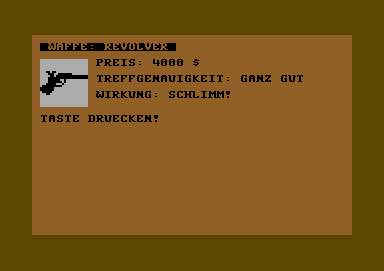 WAFFE: REVOLVER
PREIS: 4000 $
TREFFGENAUIGKEIT: GANZ GUT
WIRKUNG: SCHLIMM!
TASTE DRUECKEN!